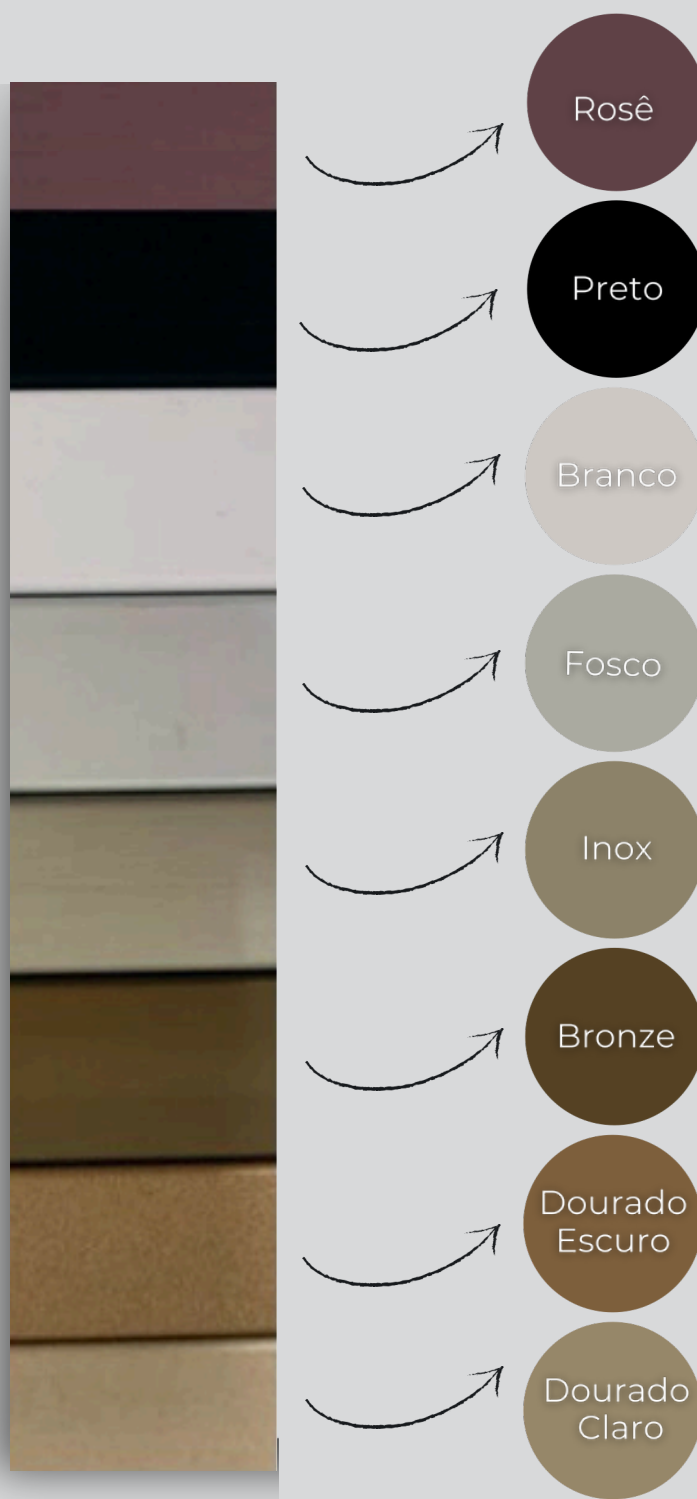 Rosê
Preto
Branco
Fosco
Inox
Bronze
Dourado
Escuro
Dourado
Claro